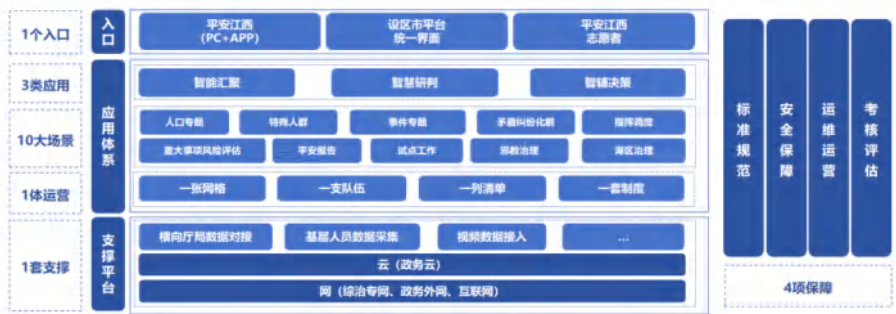 1个入口
入口
平安江西
(PC+APP)
设区市平台
统一界面
平安江西
志愿者
3类应用
应用体系
智能汇聚
智慧研判
智辅决策
10大场景
人口专题
特殊人群
事件专题
矛盾纠纷化解
指挥调度
重大事项风险评估
平安报告
试点工作
邪教治理
湖区治理
1体运营
一张网格
一支队伍
一列清单
一套制度
1套支撑
支撑平台
横向厅局数据对接
基层人员数据采集
视频数据接入
...
云（政务云）
网（综治专网、政务外网、互联网）
标准规范
安全保障
运维运营
考核评估
4项保障